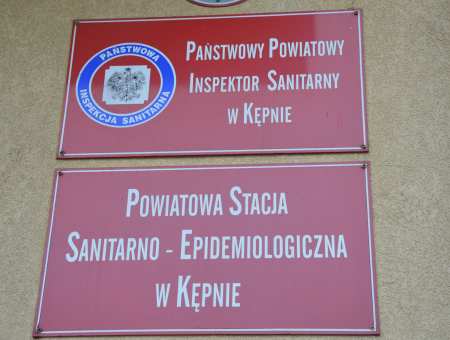 PAŃSTWOWA
INSPEKCJA SANITARNA
PAŃSTWOWY POWIATOWY
INSPEKTOR SANITARNY
W KĘPNIE
POWIATOWA STACJA
SANITARNO - EPIDEMIOLOGICZNA
W KĘPNIE